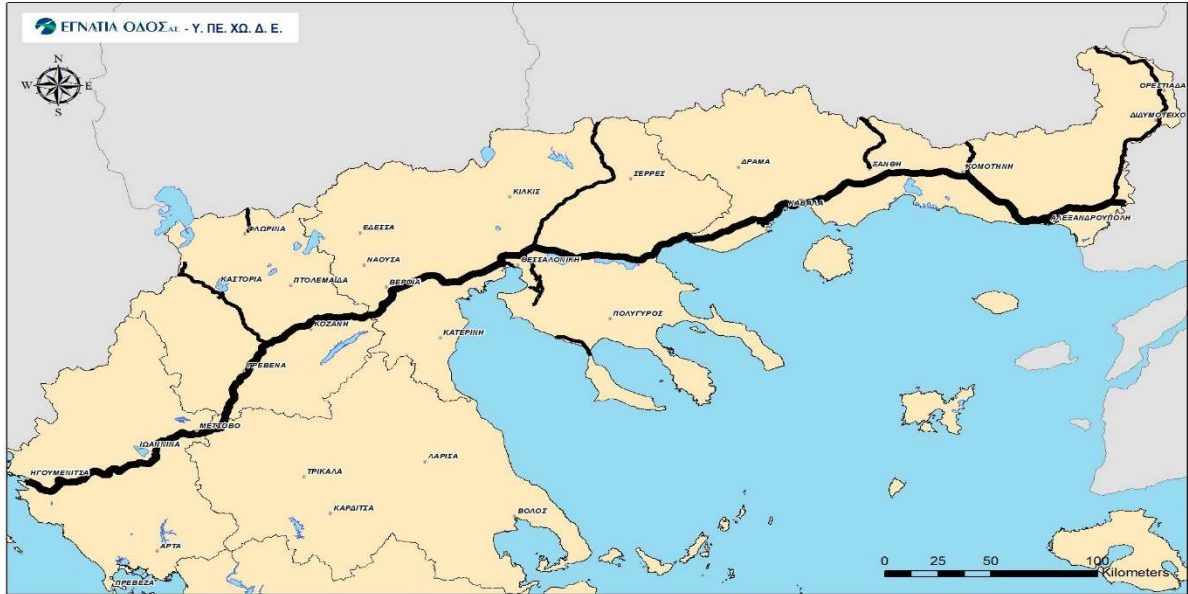 ΕΓΝΑΤΙΑ ΟΔΟΣ Α.Ε. - Υ. ΠΕ. ΧΩ. Δ. Ε.
N
W E
S
ΟΡΕΣΤΙΑΔΑ
ΔΙΔΥΜΟΤΕΙΧΟ
ΞΑΝΘΗ
ΚΟΜΟΤΗΝΗ
ΔΡΑΜΑ
ΣΕΡΡΕΣ
ΚΙΛΚΙΣ
ΚΑΒΑΛΑ
ΑΛΕΞΑΝΔΡΟΥΠΟΛΗ
ΦΛΩΡΙΝΑ
ΕΔΕΣΣΑ
ΘΕΣΣΑΛΟΝΙΚΗ
ΝΑΟΥΣΑ
ΚΑΣΤΟΡΙΑ
ΠΤΟΛΕΜΑΪΔΑ
ΒΕΡΟΙΑ
ΠΟΛΥΓΥΡΟΣ
ΚΟΖΑΝΗ
ΚΑΤΕΡΙΝΗ
ΓΡΕΒΕΝΑ
ΜΕΤΣΟΒΟ
ΙΩΑΝΝΙΝΑ
ΗΓΟΥΜΕΝΙΤΣΑ
ΛΑΡΙΣΑ
ΤΡΙΚΑΛΑ
ΚΑΡΔΙΤΣΑ
ΒΟΛΟΣ
ΑΡΤΑ
ΠΡΕΒΕΖΑ
0 25 50 100
Kilometers